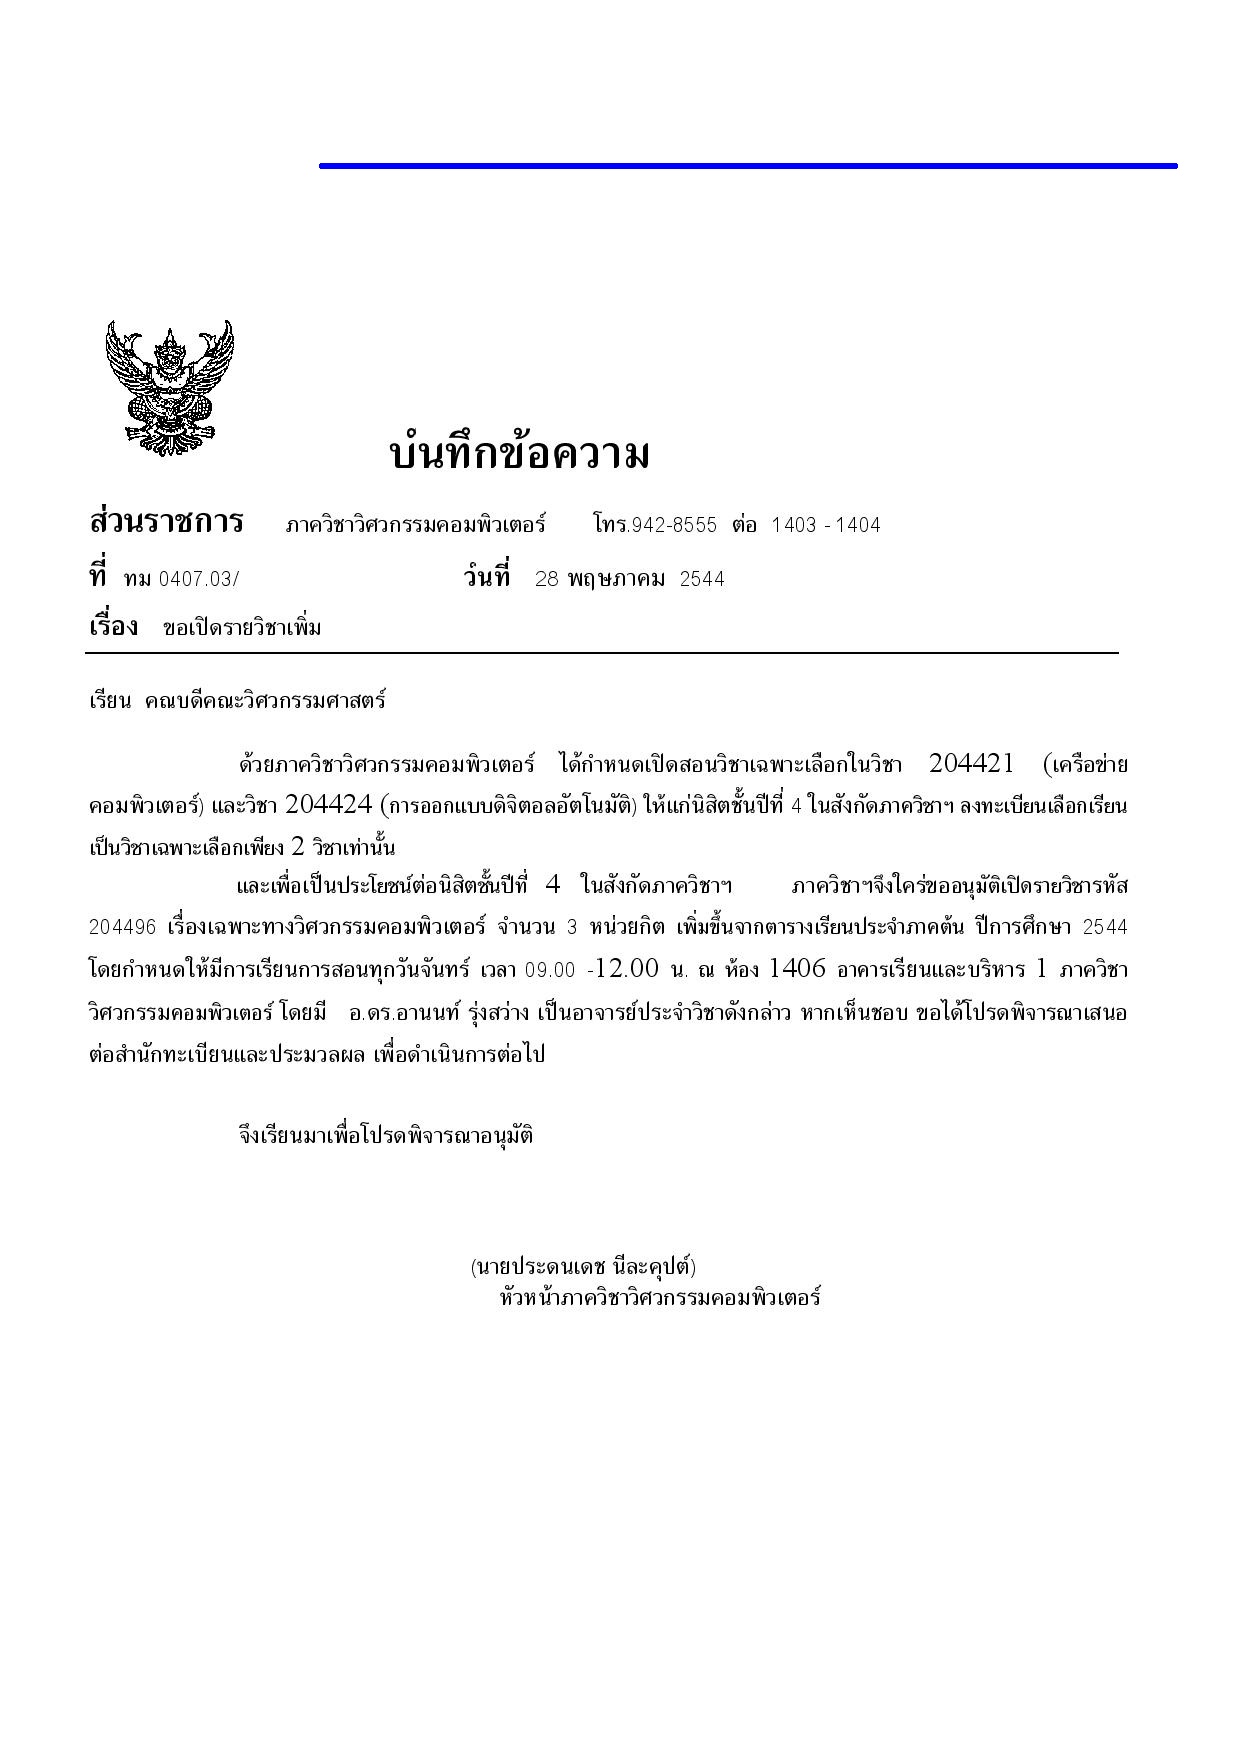 บันทึกข้อความ
ส่วนราชการ ภาควิชาวิศวกรรมคอมพิวเตอร์ โทร.942-8555 ต่อ 1403 - 1404
ที่ ทม 0407.03/ วันที่ 28 พฤษภาคม 2544
เรื่อง ขอเปิดรายวิชาเพิ่ม
เรียน คณบดีคณะวิศวกรรมศาสตร์
ด้วยภาควิชาวิศวกรรมคอมพิวเตอร์ ได้กำหนดเปิดสอนวิชาเฉพาะเลือกในวิชา 204421 (เครือข่าย
คอมพิวเตอร์) และวิชา 204424 (การออกแบบดิจิตอลอัตโนมัติ) ให้แก่นิสิตชั้นปีที่ 4 ในสังกัดภาควิชาฯ ลงทะเบียนเลือกเรียน
เป็นวิชาเฉพาะเลือกเพียง 2 วิชาเท่านั้น
และเพื่อเป็นประโยชน์ต่อนิสิตชั้นปีที่ 4 ในสังกัดภาควิชาฯ ภาควิชาฯจึงใคร่ขออนุมัติเปิดรายวิชารหัส
204496 เรื่องเฉพาะทางวิศวกรรมคอมพิวเตอร์ จำนวน 3 หน่วยกิต เพิ่มขึ้นจากตารางเรียนประจำภาคต้น ปีการศึกษา 2544
โดยกำหนดให้มีการเรียนการสอนทุกวันจันทร์ เวลา 09.00 -12.00 น. ณ ห้อง 1406 อาคารเรียนและบริหาร 1 ภาควิชา
วิศวกรรมคอมพิวเตอร์ โดยมี อ.ดร.อานนท์ รุ่งสว่าง เป็นอาจารย์ประจำวิชาดังกล่าว หากเห็นชอบ ขอได้โปรดพิจารณาเสนอ
ต่อสำนักทะเบียนและประมวลผล เพื่อดำเนินการต่อไป
จึงเรียนมาเพื่อโปรดพิจารณาอนุมัติ
(นายประดนเดช นีละคุปต์)
หัวหน้าภาควิชาวิศวกรรมคอมพิวเตอร์